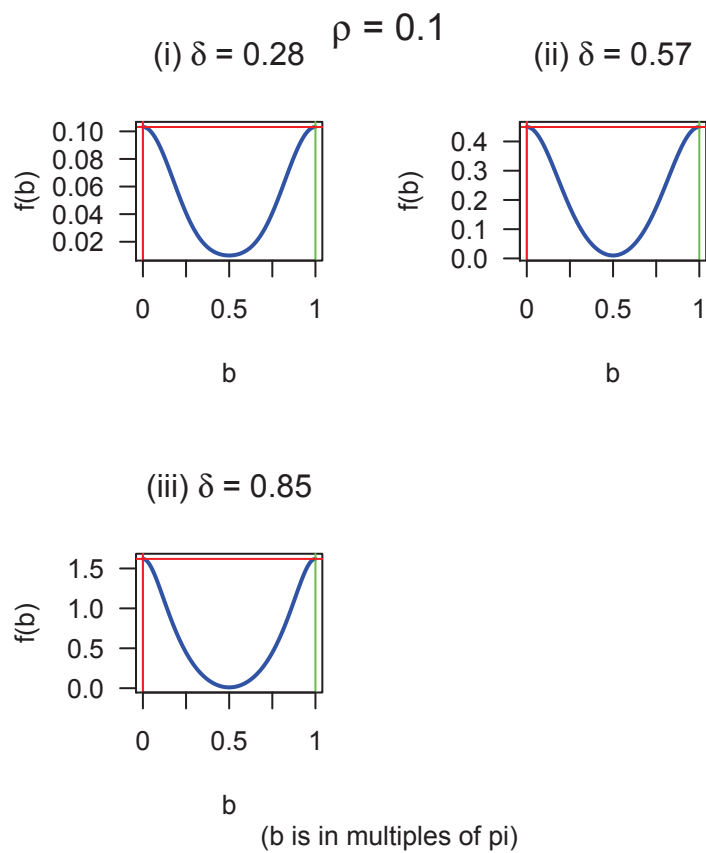 ρ = 0.1
(i) δ = 0.28
(ii) δ = 0.57
f(b)
0.10
0.08
0.06
0.04
0.02
0 0.5 1
b
f(b)
0.4
0.3
0.2
0.1
0.0
0 0.5 1
b
(iii) δ = 0.85
f(b)
1.5
1.0
0.5
0.0
0 0.5 1
b
(b is in multiples of pi)